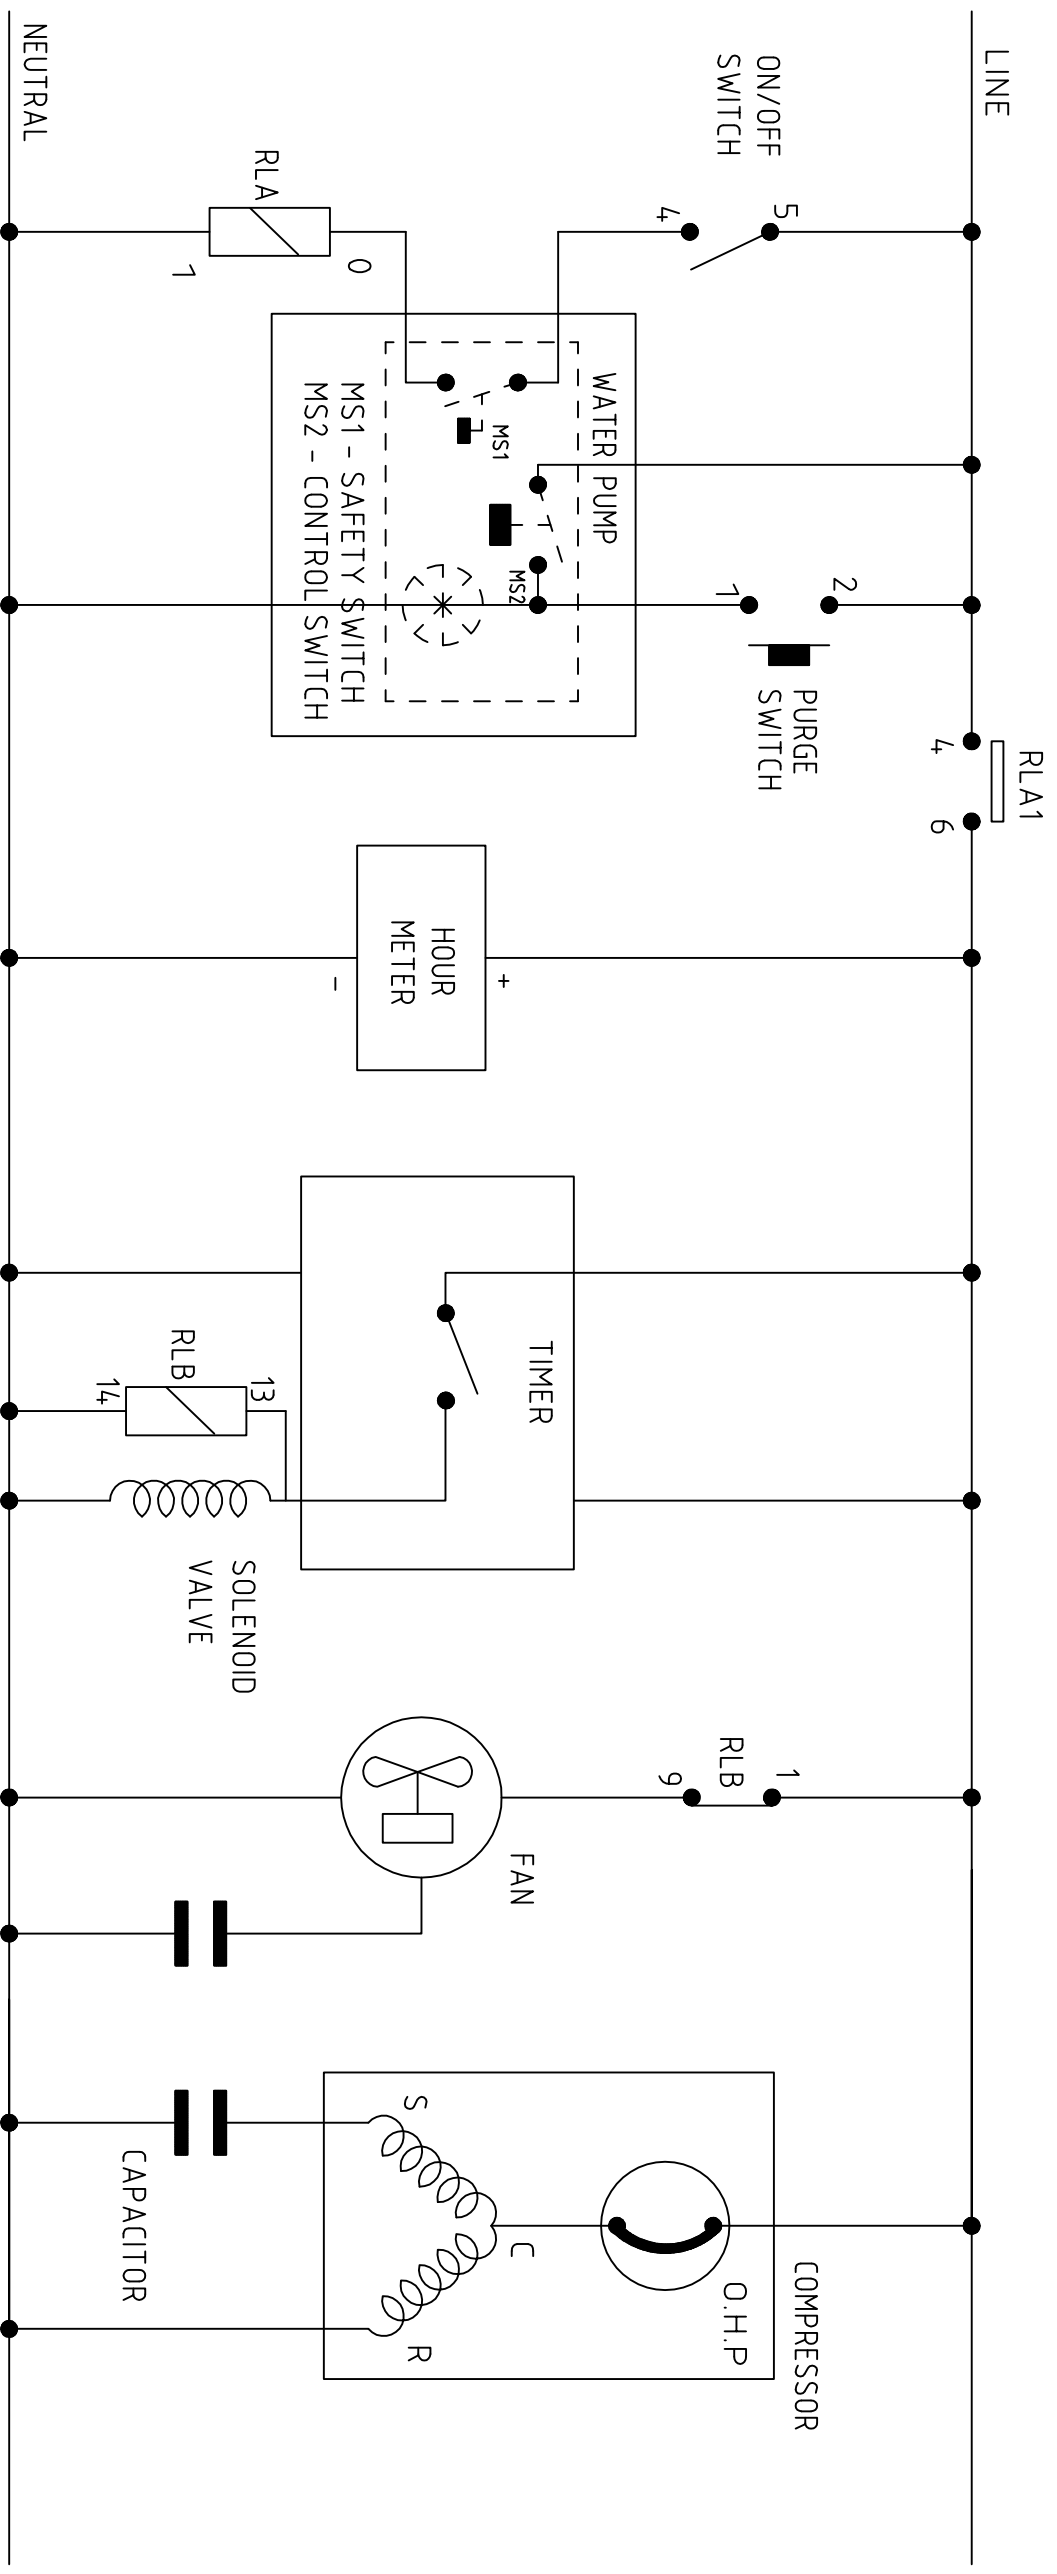 LINE
NEUTRAL
ON/OFF
SWITCH
5
4
RLA
0
1
WATER PUMP
MS1
MS2
MS1 - SAFETY SWITCH
MS2 - CONTROL SWITCH
2
1
PURGE
SWITCH
RLA1
4
6
HOUR
METER
+
-
TIMER
RLB
13
14
SOLENOID
VALVE
1
RLB
9
FAN
COMPRESSOR
O.H.P
C
S
R
CAPACITOR